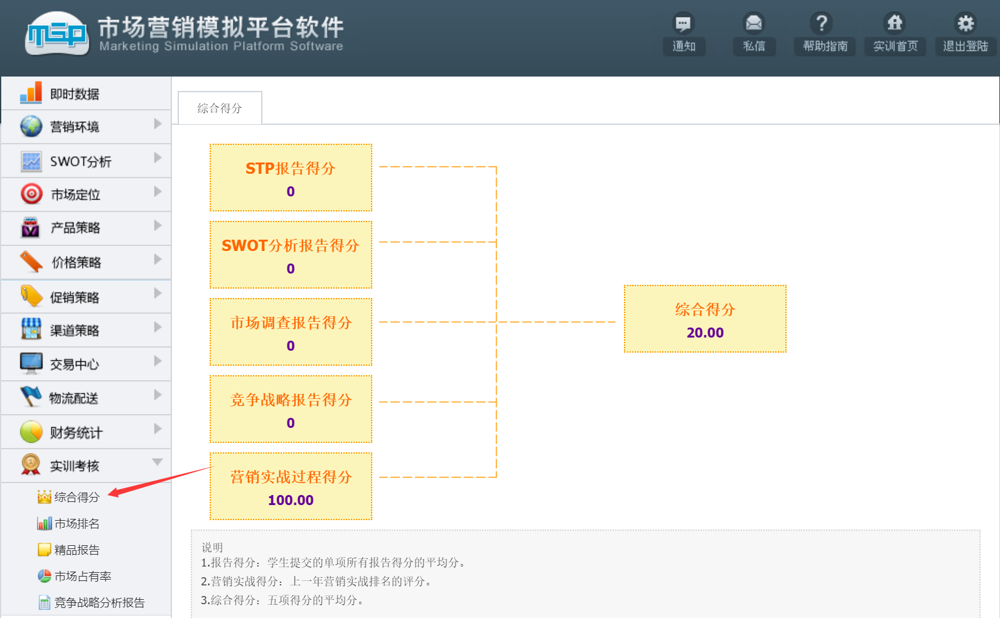 msp 市场营销模拟平台软件
Marketing Simulation Platform Software
通知
私信
帮助指南
实训首页
退出登陆
即时数据
营销环境
SWOT分析
市场定位
产品策略
价格策略
促销策略
渠道策略
交易中心
物流配送
财务统计
实训考核
综合得分
市场排名
精品报告
市场占有率
竞争战略分析报告
综合得分
STP报告得分
0
SWOT分析报告得分
0
市场调查报告得分
0
竞争战略报告得分
0
营销实战过程得分
100.00
综合得分
20.00
说明
1.报告得分：学生提交的单项所有报告得分的平均分。
2.营销实战得分：上一年营销实战排名的评分。
3.综合得分：五项得分的平均分。